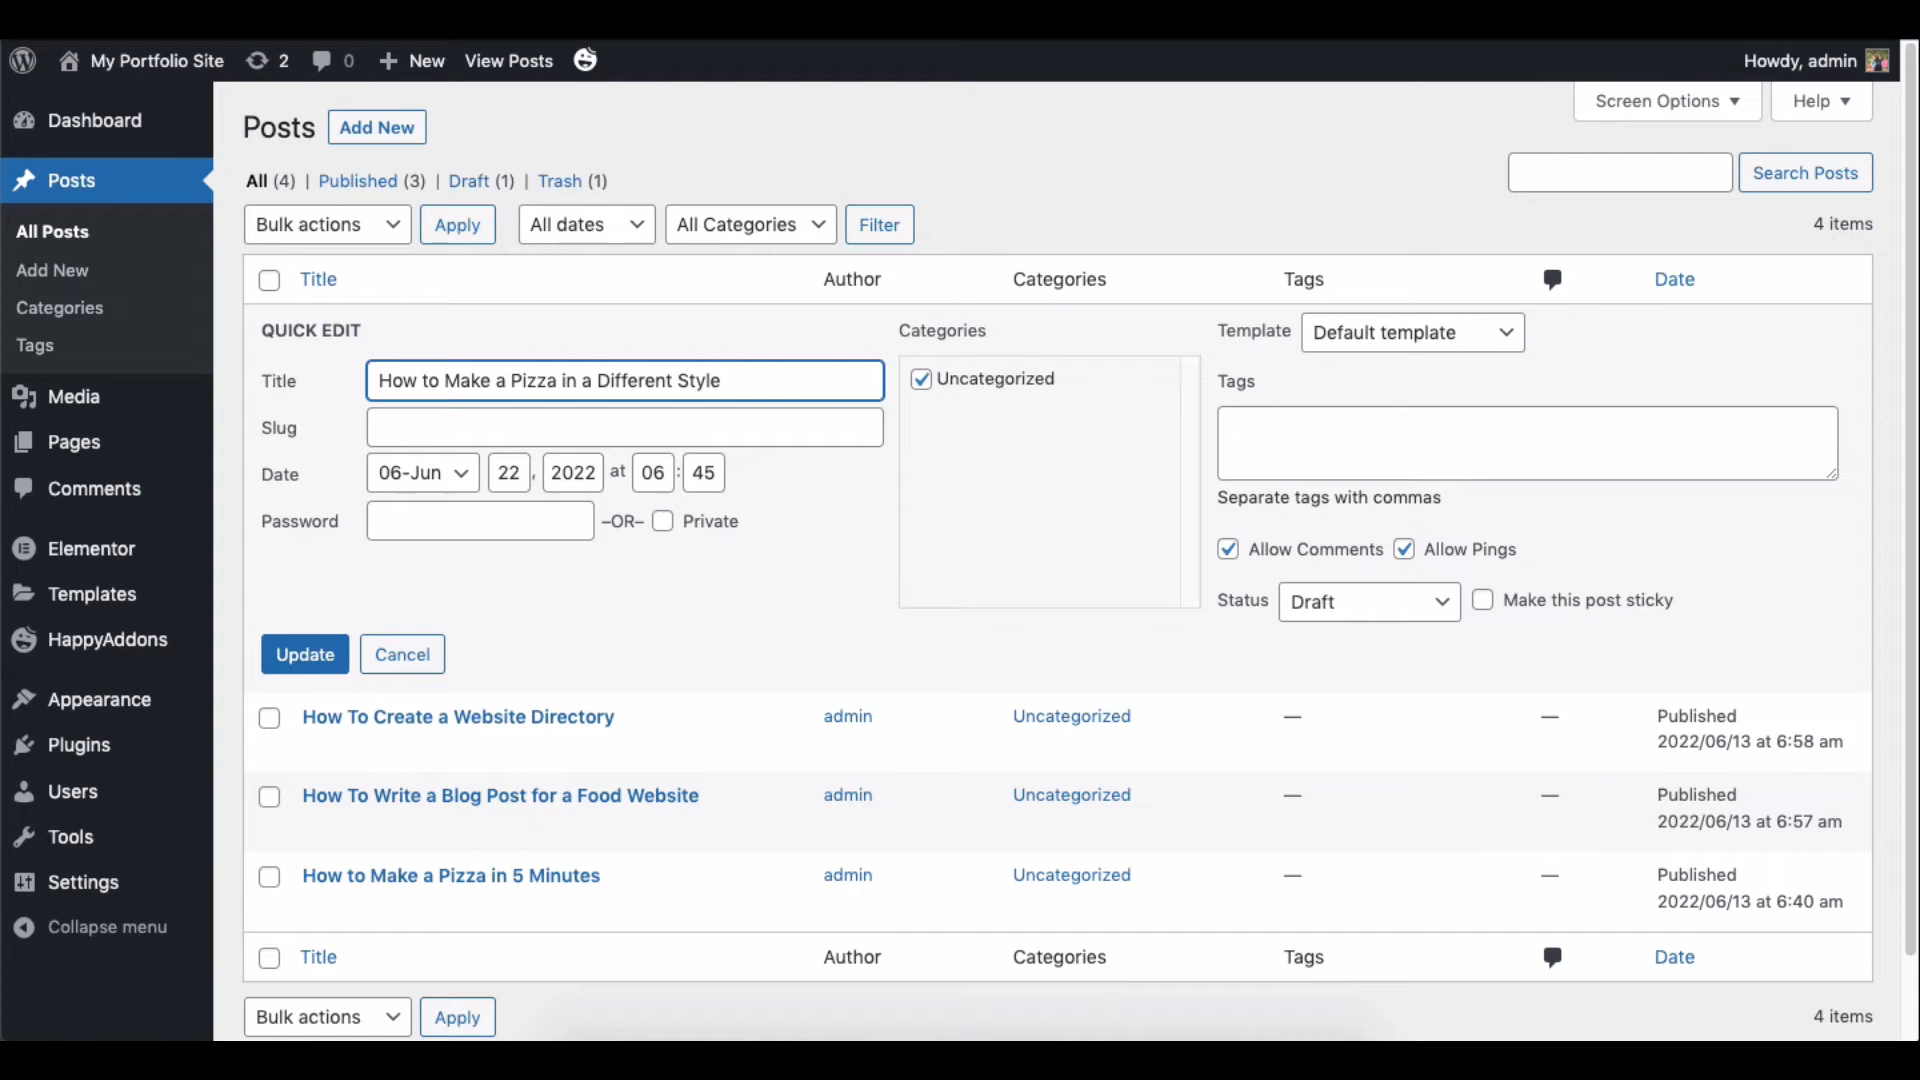 My Portfolio Site 2 0 New View Posts Howdy, admin
Dashboard
Posts
All Posts
Add New
Categories
Tags
Media
Pages
Comments
Elementor
Templates
HappyAddons
Appearance
Plugins
Users
Tools
Settings
Collapse menu
Screen Options ▼ Help ▼
Posts Add New
All (4) | Published (3) | Draft (1) | Trash (1)
Search Posts
Bulk actions Apply All dates All Categories Filter 4 items
Title Author Categories Tags Date
QUICK EDIT
Title How to Make a Pizza in a Different Style
Slug
Date 06-Jun 22 , 2022 at 06 : 45
Password –OR– Private
Categories
Uncategorized
Template Default template
Tags
Separate tags with commas
Allow Comments Allow Pings
Status Draft Make this post sticky
Update Cancel
How To Create a Website Directory admin Uncategorized — — Published
2022/06/13 at 6:58 am
How To Write a Blog Post for a Food Website admin Uncategorized — — Published
2022/06/13 at 6:57 am
How to Make a Pizza in 5 Minutes admin Uncategorized — — Published
2022/06/13 at 6:40 am
Title Author Categories Tags Date
Bulk actions Apply 4 items